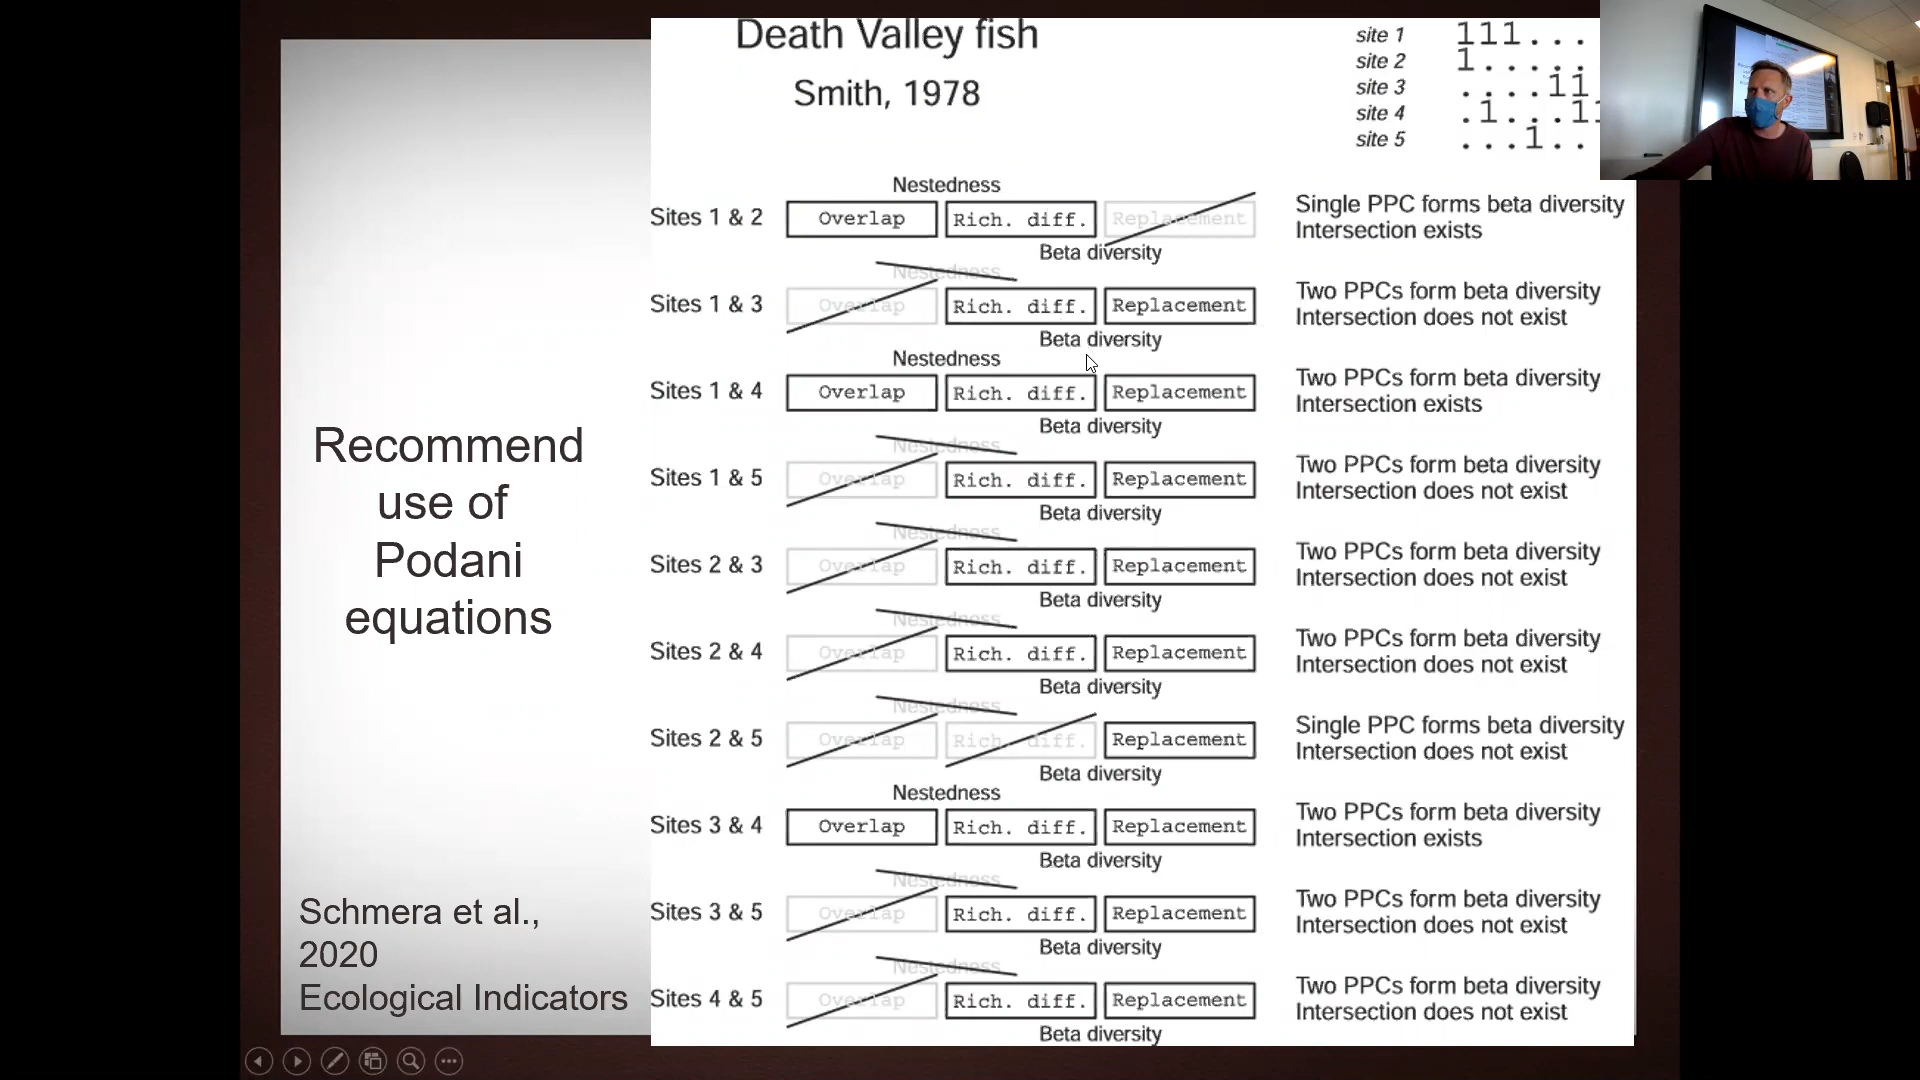 Death Valley fish
Smith, 1978
site 1 111...
site 2 1.....
site 3 ....11
site 4 .1...11
site 5 ...1..
Nestedness
Sites 1 & 2 Overlap Rich. diff. Replacement Single PPC forms beta diversity
Intersection exists
Beta diversity
Nestedness
Sites 1 & 3 Overlap Rich. diff. Replacement Two PPCs form beta diversity
Intersection does not exist
Beta diversity
Nestedness
Sites 1 & 4 Overlap Rich. diff. Replacement Two PPCs form beta diversity
Intersection exists
Beta diversity
Nestedness
Sites 1 & 5 Overlap Rich. diff. Replacement Two PPCs form beta diversity
Intersection does not exist
Beta diversity
Nestedness
Sites 2 & 3 Overlap Rich. diff. Replacement Two PPCs form beta diversity
Intersection does not exist
Beta diversity
Nestedness
Sites 2 & 4 Overlap Rich. diff. Replacement Two PPCs form beta diversity
Intersection does not exist
Beta diversity
Nestedness
Sites 2 & 5 Overlap Rich. diff. Replacement Single PPC forms beta diversity
Intersection does not exist
Beta diversity
Nestedness
Sites 3 & 4 Overlap Rich. diff. Replacement Two PPCs form beta diversity
Intersection exists
Beta diversity
Nestedness
Sites 3 & 5 Overlap Rich. diff. Replacement Two PPCs form beta diversity
Intersection does not exist
Beta diversity
Nestedness
Sites 4 & 5 Overlap Rich. diff. Replacement Two PPCs form beta diversity
Intersection does not exist
Beta diversity
Recommend
use of
Podani
equations
Schmera et al.,
2020
Ecological Indicators